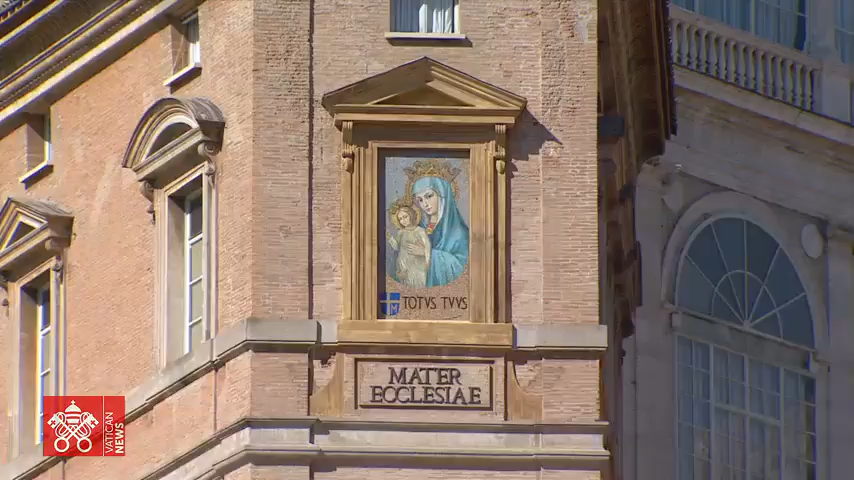 TOTVS TVVS
MATER
ECCLESIAE
VATICAN
NEWS
M